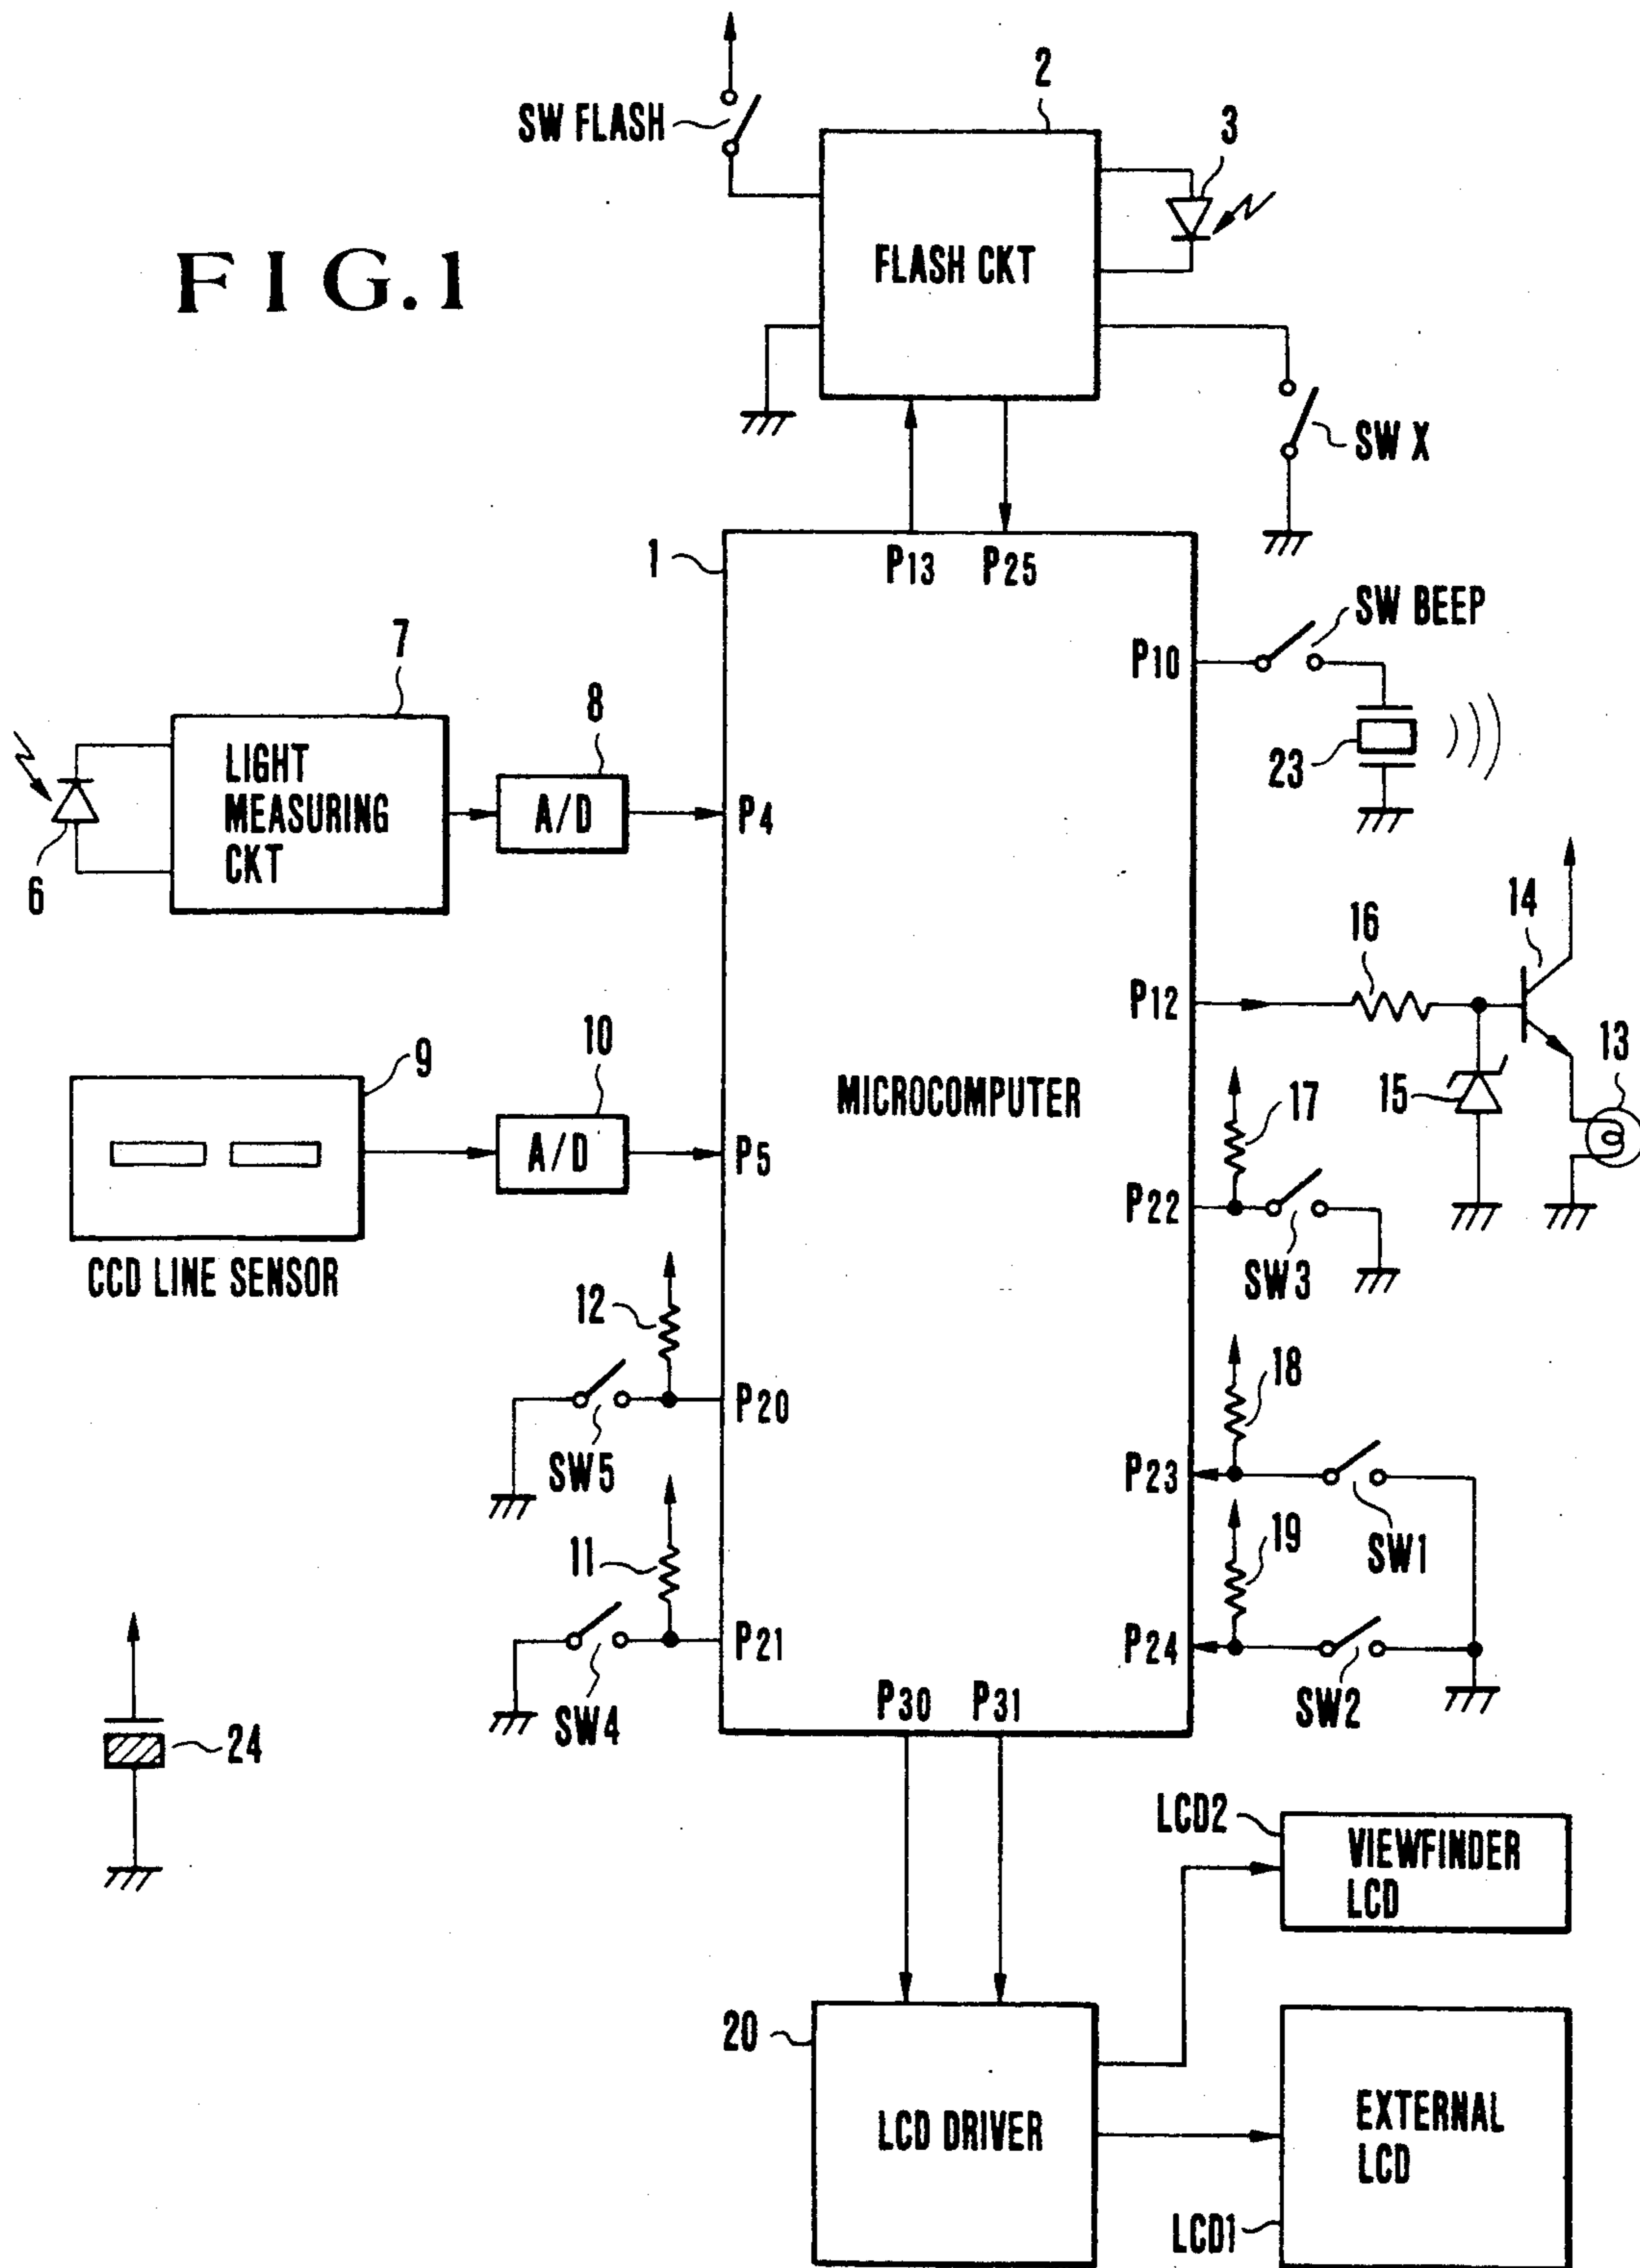 FIG. 1
SW FLASH
2
3
FLASH CKT
SW X
1
P13
P25
SW BEEP
P10
23
7
8
LIGHT
MEASURING
CKT
A/D
P4
6
14
16
P12
13
15
9
10
MICROCOMPUTER
17
A/D
P5
P22
SW3
CCD LINE SENSOR
12
18
P20
SW5
P23
SW1
11
19
P21
P24
SW4
SW2
P30
P31
24
LCD2
VIEWFINDER
LCD
20
LCD DRIVER
EXTERNAL
LCD
LCD1